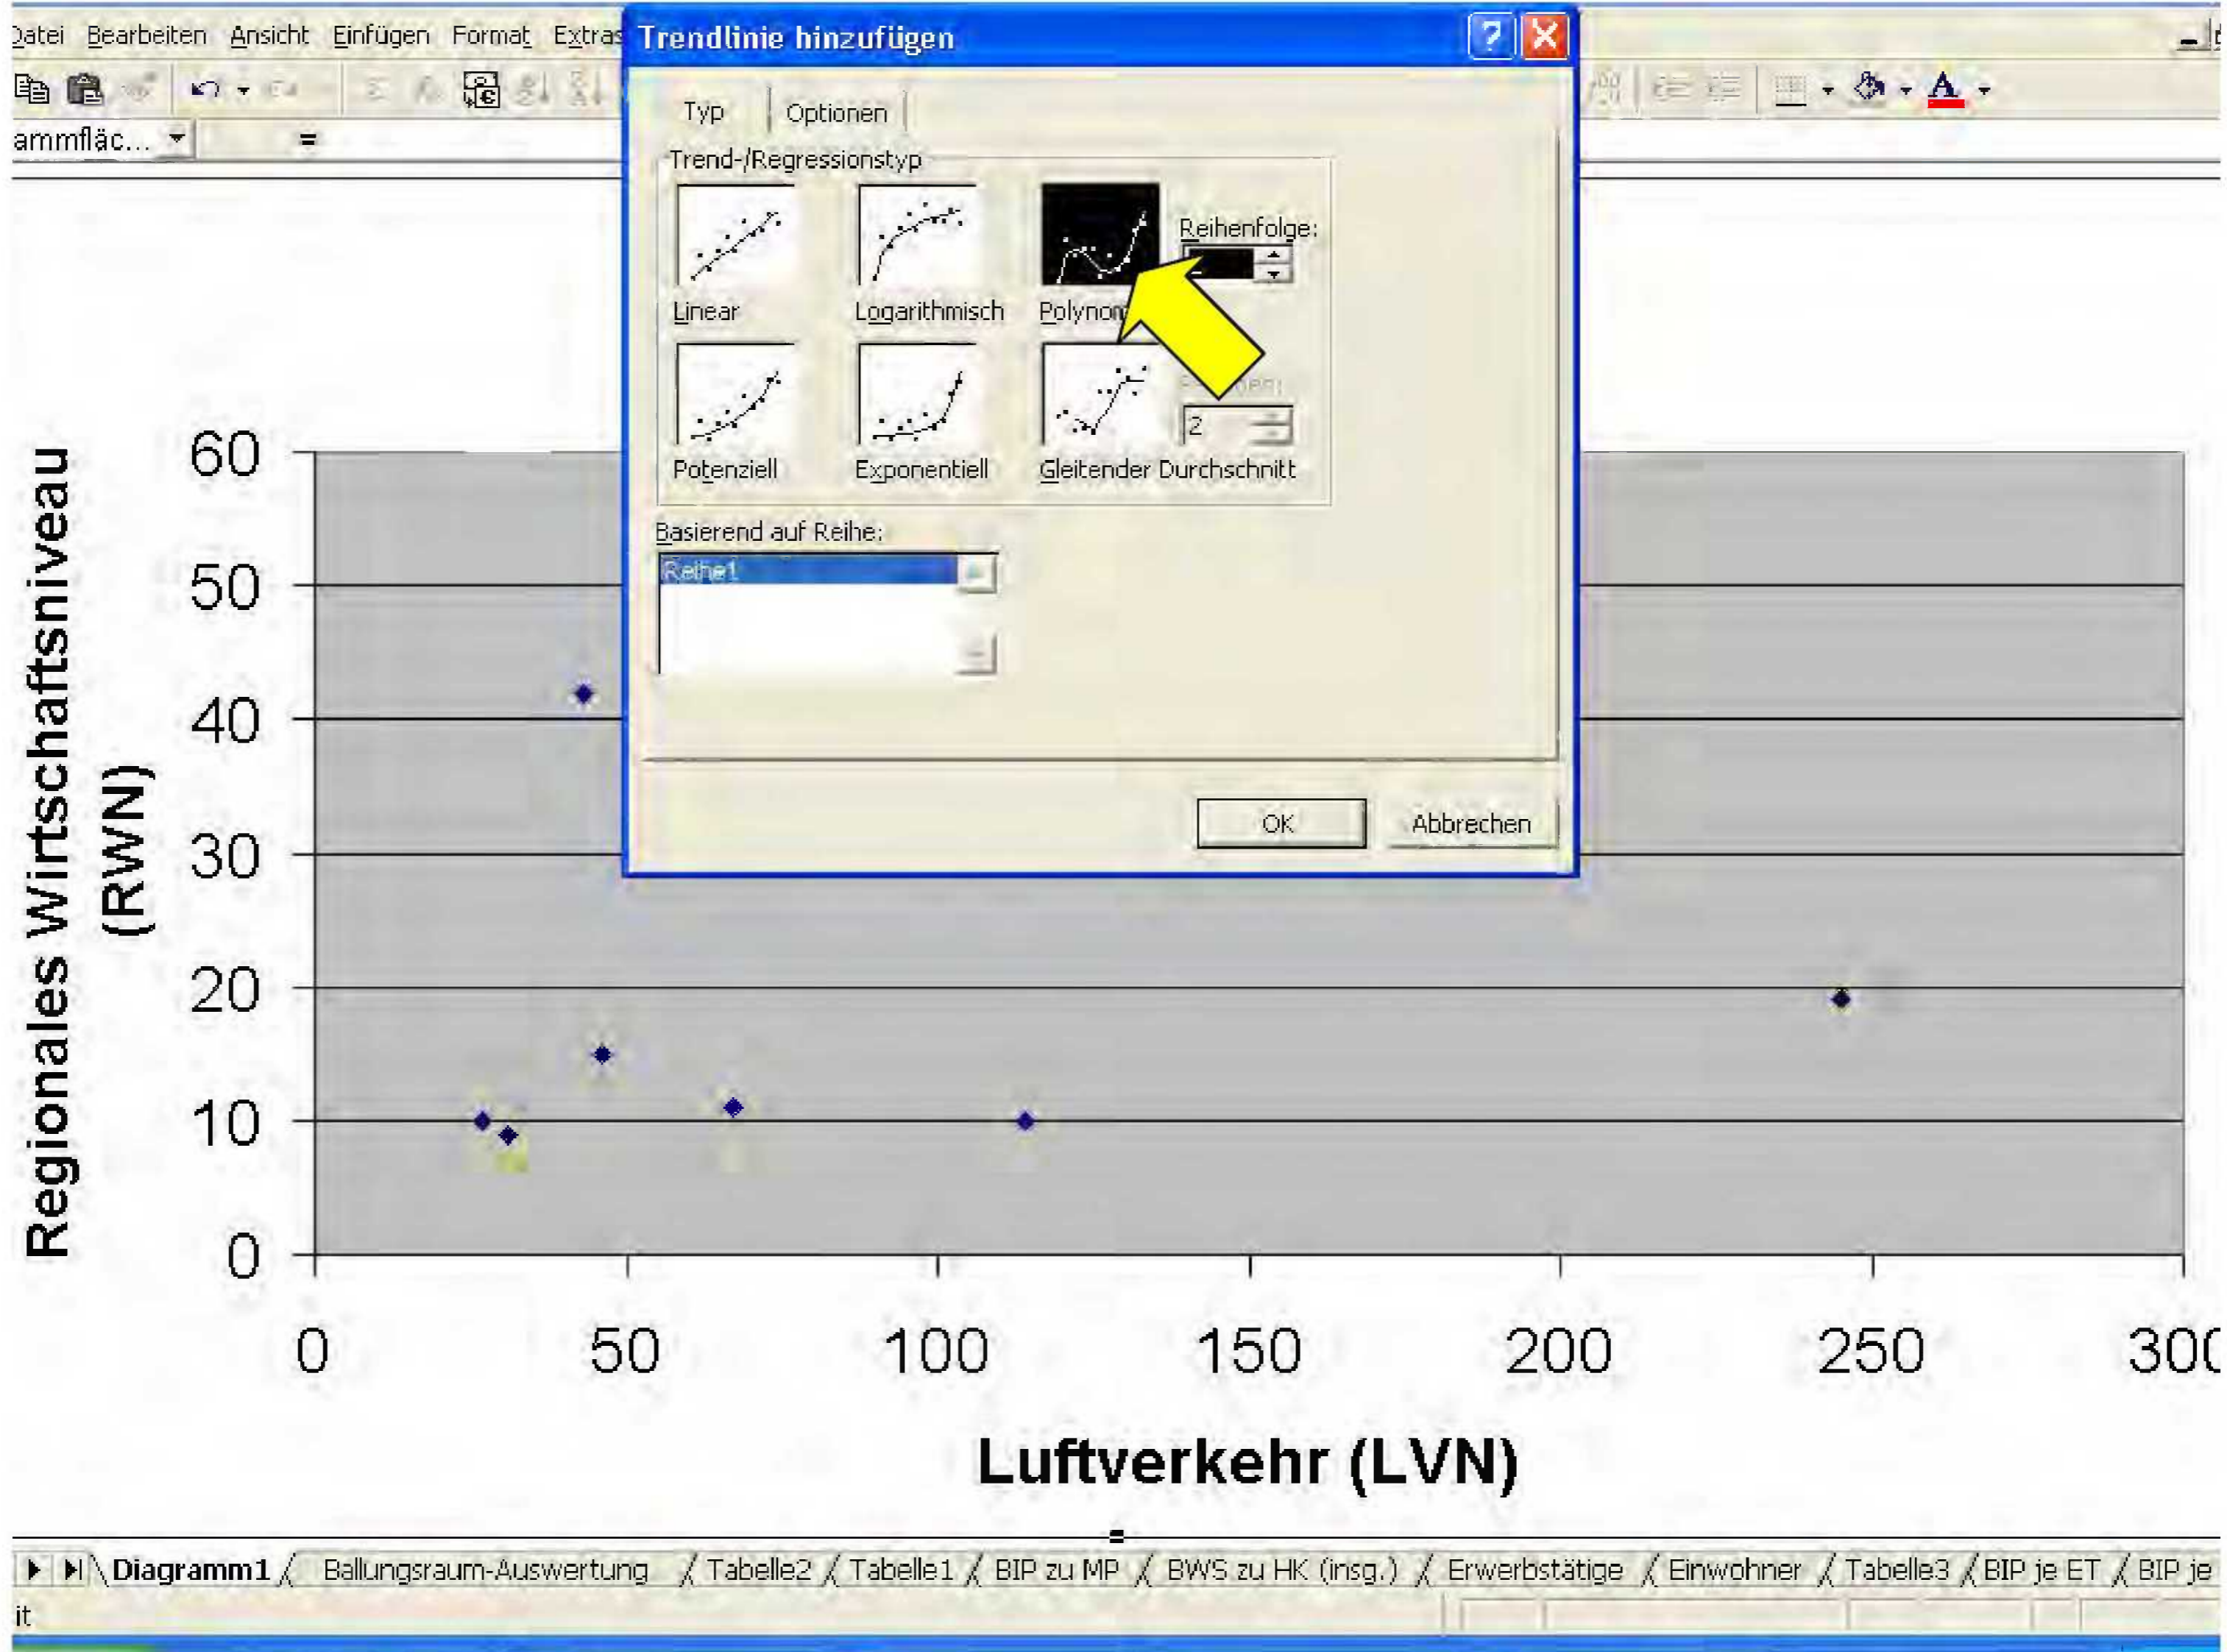 Datei Bearbeiten Ansicht Einfügen Format Extras
Trendlinie hinzufügen
ammfläc... =
Typ Optionen
Trend-/Regressionstyp
Reihenfolge:
Linear Logarithmisch
2
Potenziell Exponentiell Gleitender Durchschnitt
Basierend auf Reihe:
Reihe1
OK Abbrechen
Regionales Wirtschaftsniveau
(RWN)
60
50
40
30
20
10
0
0 50 100 150 200 250
Luftverkehr (LVN)
Diagramm1 Ballungsraum-Auswertung Tabelle2 Tabelle1 BIP zu MP BWS zu HK (insg.) Erwerbstätige Einwohner Tabelle3 BIP je ET BIP je
it